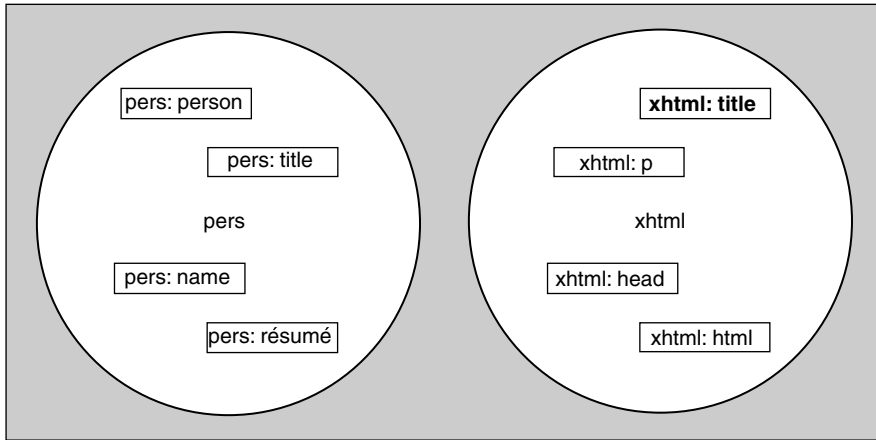 pers: person
pers: title
pers
pers: name
pers: résumé
xhtml: title
xhtml: p
xhtml
xhtml: head
xhtml: html